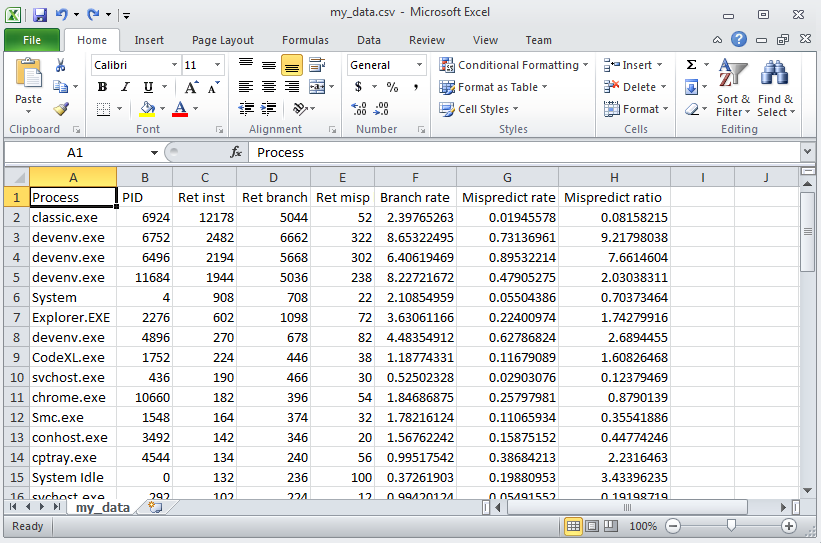 my_data.csv - Microsoft Excel
File Home Insert Page Layout Formulas Data Review View Team
Calibri 11 General Conditional Formatting Insert Σ
Paste B I U A A $ % , Format as Table Delete Sort & Filter Find & Select
Cell Styles Format
Clipboard Font Alignment Number Styles Cells Editing
A1 fx Process
A B C D E F G H I J
1 Process PID Ret inst Ret branch Ret misp Branch rate Mispredict rate Mispredict ratio
2 classic.exe 6924 12178 5044 52 2.39765263 0.01945578 0.08158215
3 devenv.exe 6752 2482 6662 322 8.65322495 0.73136961 9.21798038
4 devenv.exe 6496 2194 5668 302 6.40619469 0.89532214 7.6614604
5 devenv.exe 11684 1944 5036 238 8.22721672 0.47905275 2.03038311
6 System 4 908 708 22 2.10854959 0.05504386 0.70373464
7 Explorer.EXE 2276 602 1098 72 3.63061166 0.22400974 1.74279916
8 devenv.exe 4896 270 678 82 4.48354912 0.62786824 2.6894455
9 CodeXL.exe 1752 224 446 38 1.18774331 0.11679089 1.60826468
10 svchost.exe 436 190 466 30 0.52502328 0.02903076 0.12379469
11 chrome.exe 10660 182 396 54 1.84686875 0.25797981 0.8790139
12 Smc.exe 1548 164 374 32 1.78216124 0.11065934 0.35541886
13 conhost.exe 3492 142 346 20 1.56762242 0.15875152 0.44774246
14 cptray.exe 4544 134 240 56 0.99517542 0.38684213 2.2316463
15 System Idle 0 132 236 100 0.37261903 0.19880953 3.43396235
16 svchost.exe 292 102 224 12 0.99420124 0.05491552 0.19198719
my_data
Ready 100%